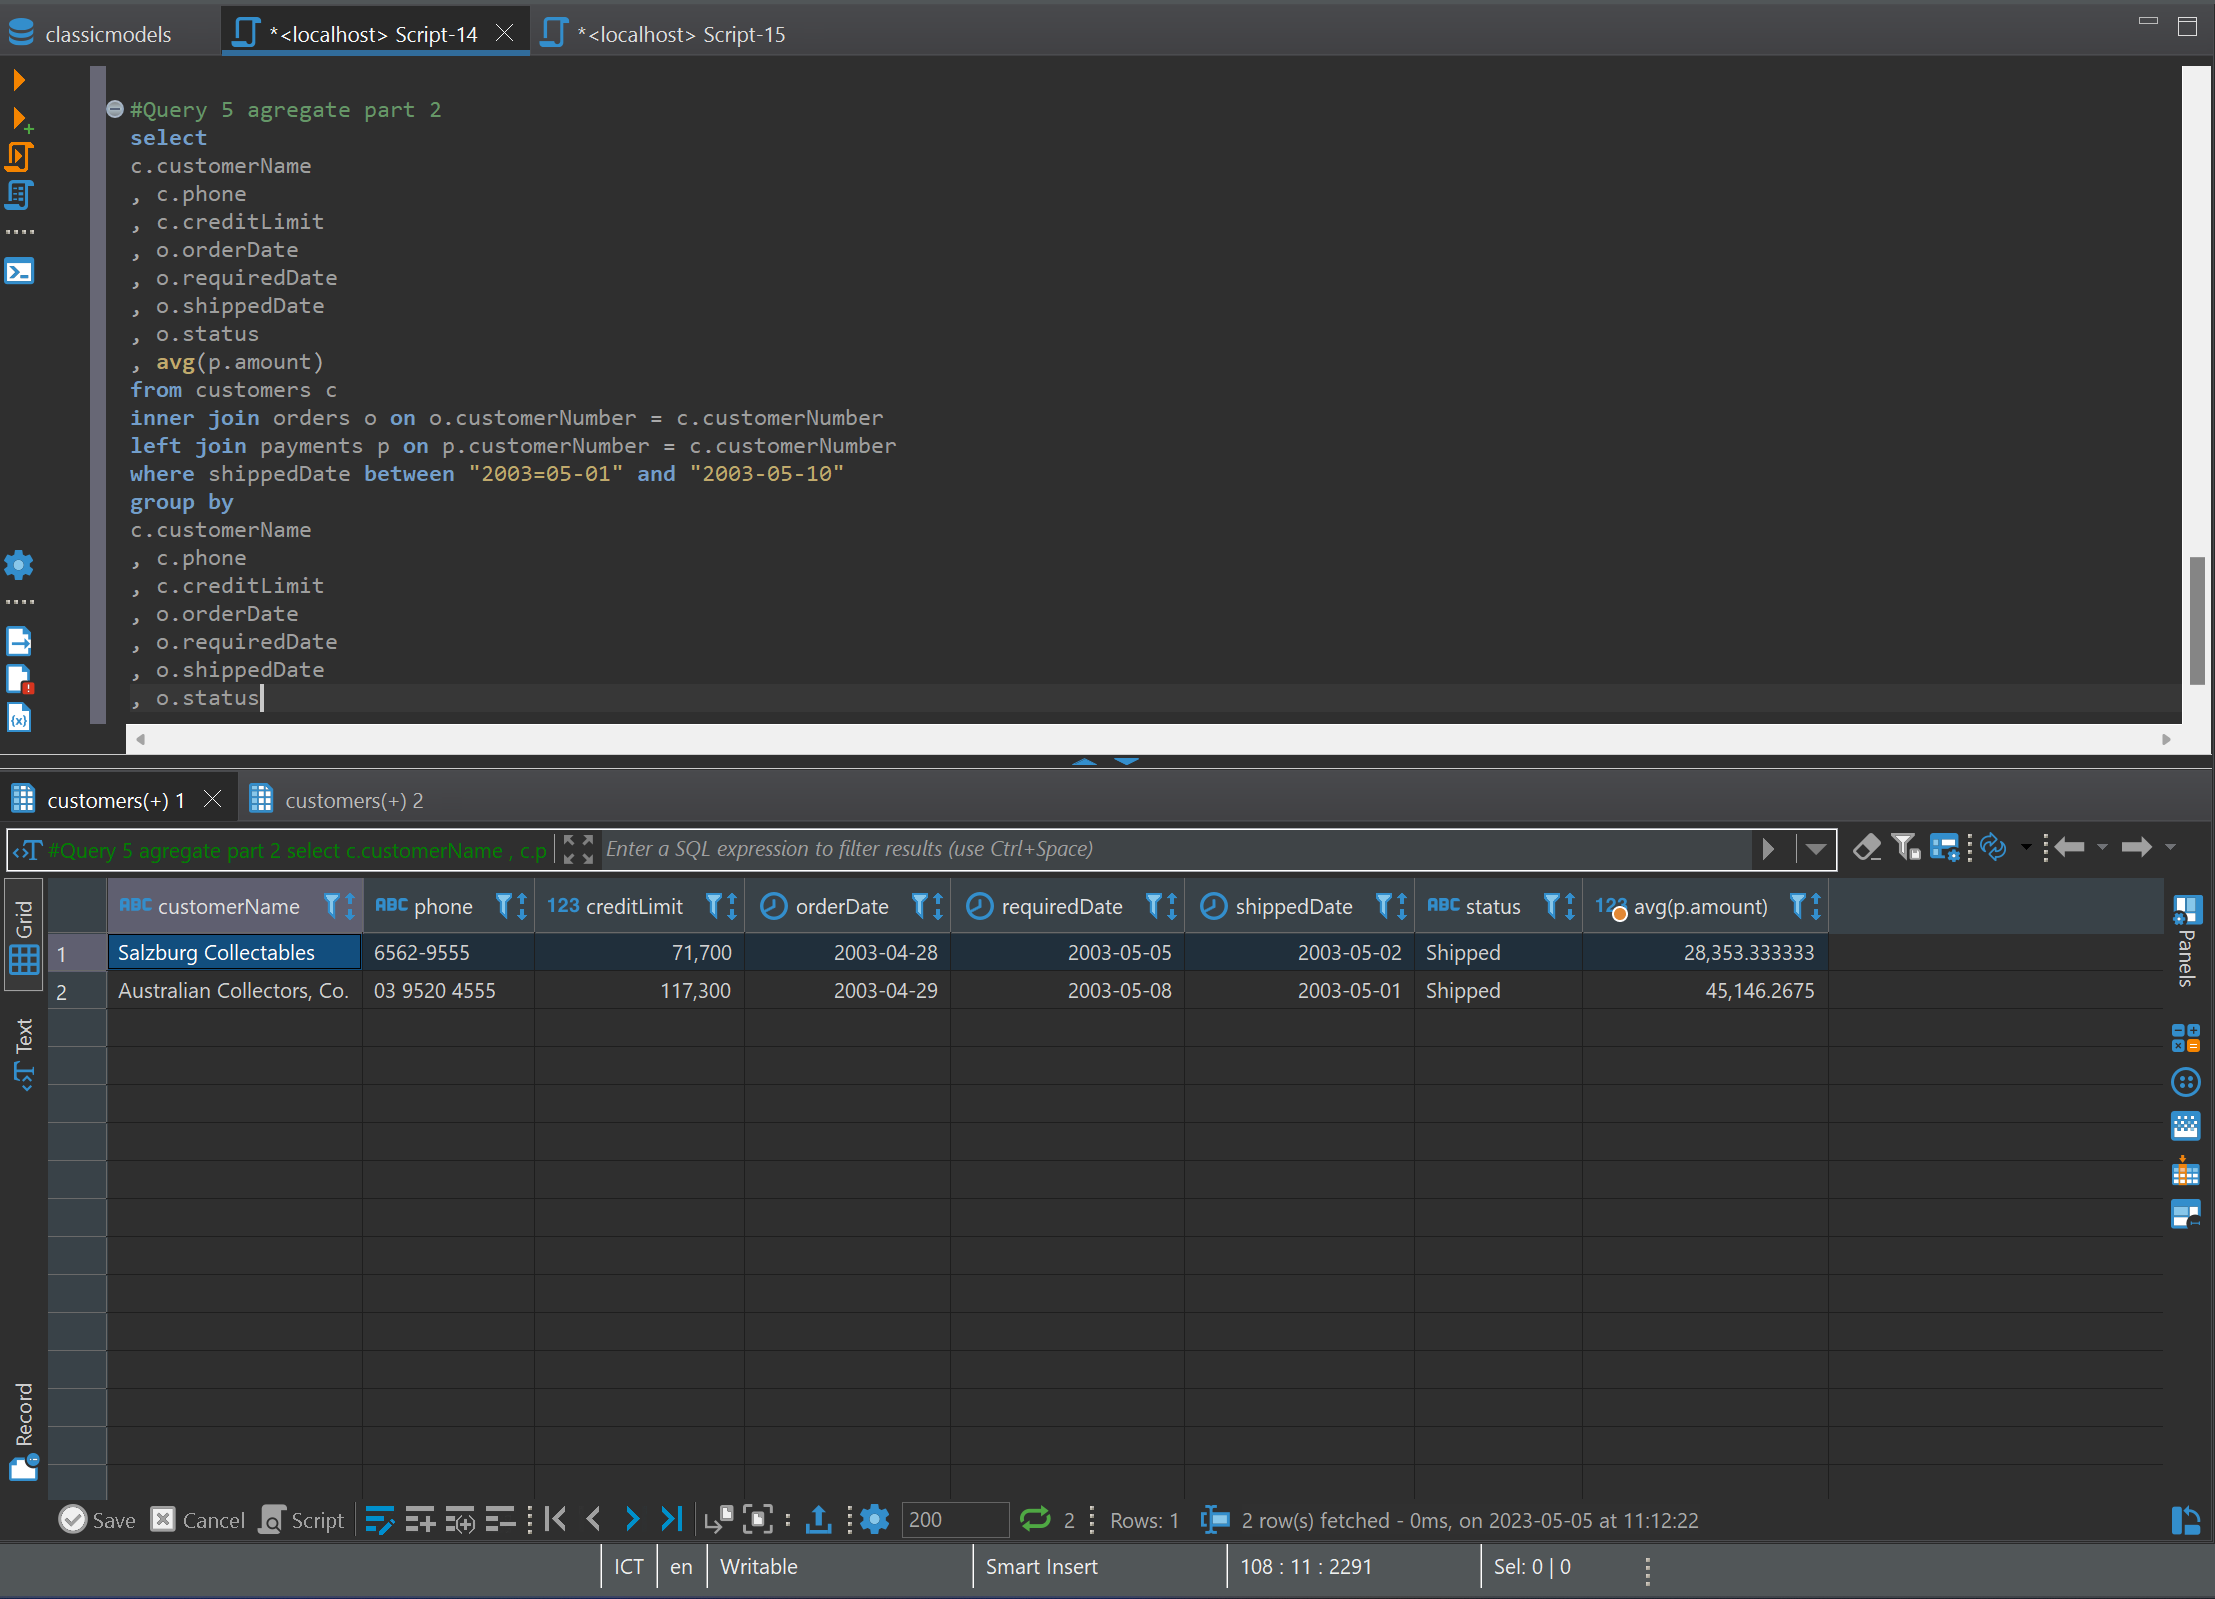 classicmodels
*<localhost> Script-14
*<localhost> Script-15
#Query 5 agregate part 2
select
c.customerName
, c.phone
, c.creditLimit
, o.orderDate
, o.requiredDate
, o.shippedDate
, o.status
, avg(p.amount)
from customers c
inner join orders o on o.customerNumber = c.customerNumber
left join payments p on p.customerNumber = c.customerNumber
where shippedDate between "2003=05-01" and "2003-05-10"
group by
c.customerName
, c.phone
, c.creditLimit
, o.orderDate
, o.requiredDate
, o.shippedDate
, o.status
customers(+) 1
customers(+) 2
#Query 5 agregate part 2 select c.customerName , c.p
Enter a SQL expression to filter results (use Ctrl+Space)
Grid
Text
Record
Panels
ABC customerName ABC phone 123 creditLimit orderDate requiredDate shippedDate ABC status 123 avg(p.amount)
1 Salzburg Collectables 6562-9555 71,700 2003-04-28 2003-05-05 2003-05-02 Shipped 28,353.333333
2 Australian Collectors, Co. 03 9520 4555 117,300 2003-04-29 2003-05-08 2003-05-01 Shipped 45,146.2675
Save Cancel Script 200 2 Rows: 1 2 row(s) fetched - 0ms, on 2023-05-05 at 11:12:22
ICT en Writable Smart Insert 108 : 11 : 2291 Sel: 0 | 0